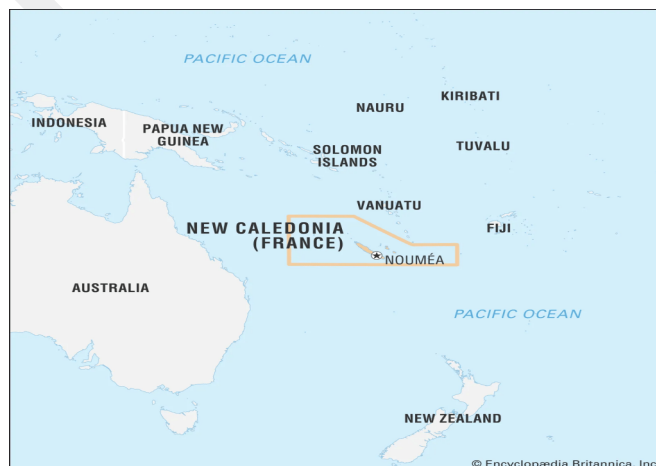 PACIFIC OCEAN
KIRIBATI
NAURU
INDONESIA
PAPUA NEW
GUINEA
SOLOMON
ISLANDS
TUVALU
VANUATU
NEW CALEDONIA
(FRANCE)
FIJI
NOUMÉA
AUSTRALIA
PACIFIC OCEAN
NEW ZEALAND
© Encyclopædia Britannica, Inc